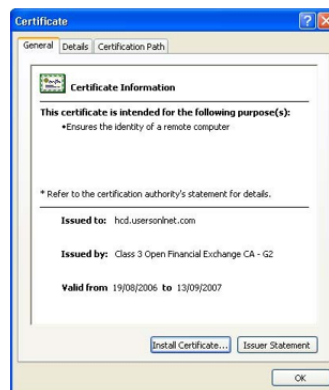 Certificate
General Details Certification Path
Certificate Information
This certificate is intended for the following purpose(s):
•Ensures the identity of a remote computer
* Refer to the certification authority's statement for details.
Issued to: hcd.usersonlnet.com
Issued by: Class 3 Open Financial Exchange CA - G2
Valid from 19/08/2006 to 13/09/2007
Install Certificate... Issuer Statement
OK